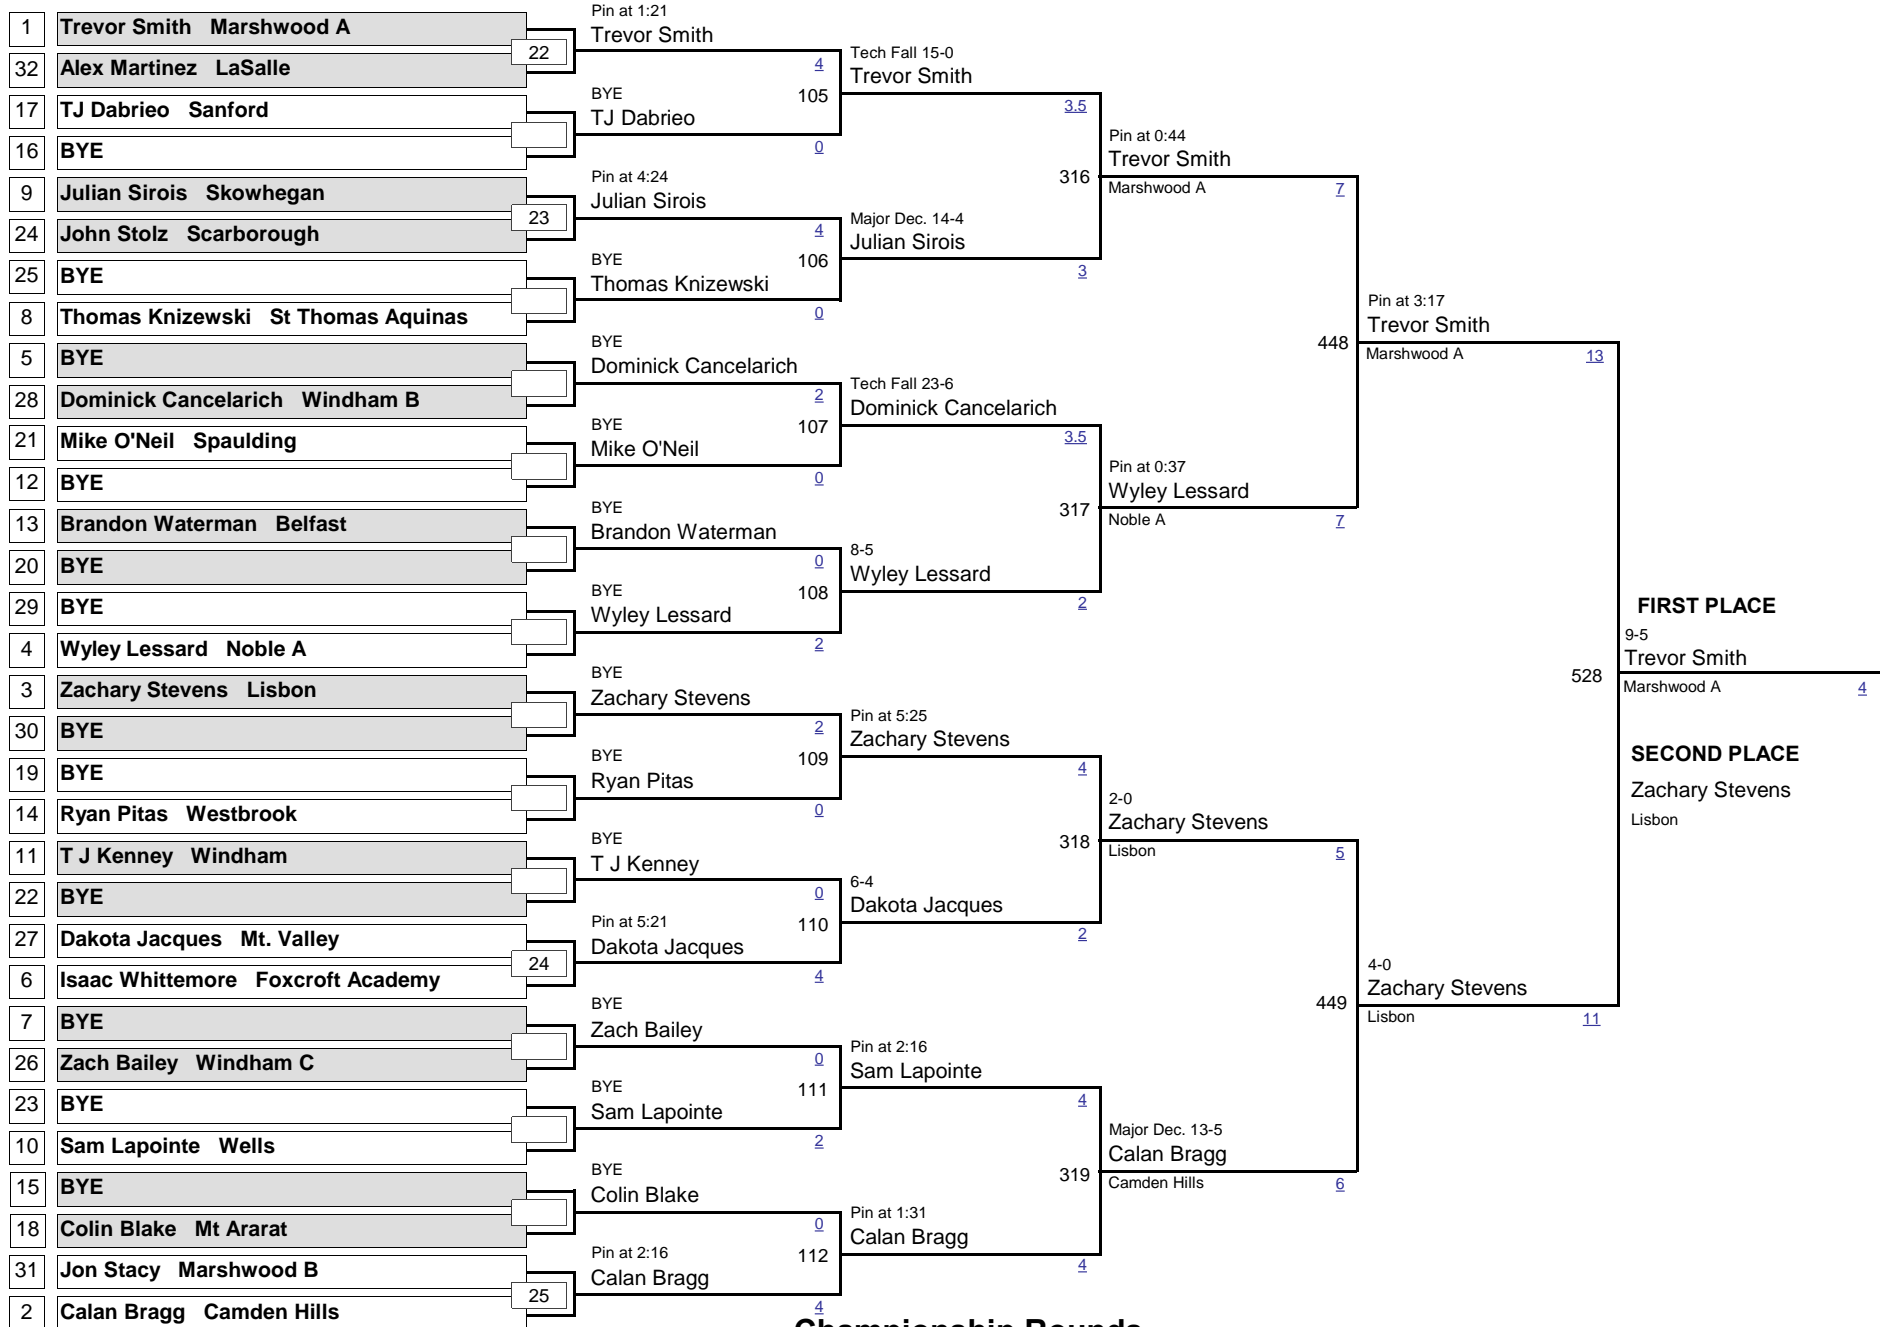 1 Trevor Smith Marshwood A
32 Alex Martinez LaSalle
17 TJ Dabrieo Sanford
16 BYE
9 Julian Sirois Skowhegan
24 John Stolz Scarborough
25 BYE
8 Thomas Knizewski St Thomas Aquinas
5 BYE
28 Dominick Cancelarich Windham B
21 Mike O'Neil Spaulding
12 BYE
13 Brandon Waterman Belfast
20 BYE
29 BYE
4 Wyley Lessard Noble A
3 Zachary Stevens Lisbon
30 BYE
19 BYE
14 Ryan Pitas Westbrook
11 T J Kenney Windham
22 BYE
27 Dakota Jacques Mt. Valley
6 Isaac Whittemore Foxcroft Academy
7 BYE
26 Zach Bailey Windham C
23 BYE
10 Sam Lapointe Wells
15 BYE
18 Colin Blake Mt Ararat
31 Jon Stacy Marshwood B
2 Calan Bragg Camden Hills
22
23
24
25
Pin at 1:21
Trevor Smith
4
BYE
105
TJ Dabrieo
0
Pin at 4:24
Julian Sirois
4
BYE
106
Thomas Knizewski
0
BYE
Dominick Cancelarich
2
BYE
107
Mike O'Neil
0
BYE
Brandon Waterman
0
BYE
108
Wyley Lessard
2
BYE
Zachary Stevens
2
BYE
109
Ryan Pitas
0
BYE
T J Kenney
0
Pin at 5:21
110
Dakota Jacques
4
BYE
Zach Bailey
0
BYE
111
Sam Lapointe
2
BYE
Colin Blake
0
Pin at 2:16
112
Calan Bragg
4
Tech Fall 15-0
Trevor Smith
3.5
316
Major Dec. 14-4
Julian Sirois
3
Tech Fall 23-6
Dominick Cancelarich
3.5
317
8-5
Wyley Lessard
2
Pin at 5:25
Zachary Stevens
4
318
6-4
Dakota Jacques
2
Pin at 2:16
Sam Lapointe
4
319
Pin at 1:31
Calan Bragg
4
Pin at 0:44
Trevor Smith
Marshwood A
7
448
Pin at 0:37
Wyley Lessard
Noble A
7
2-0
Zachary Stevens
Lisbon
5
449
Major Dec. 13-5
Calan Bragg
Camden Hills
6
Pin at 3:17
Trevor Smith
Marshwood A
13
528
4-0
Zachary Stevens
Lisbon
11
FIRST PLACE
9-5
Trevor Smith
Marshwood A
4
SECOND PLACE
Zachary Stevens
Lisbon
Championship Rounds